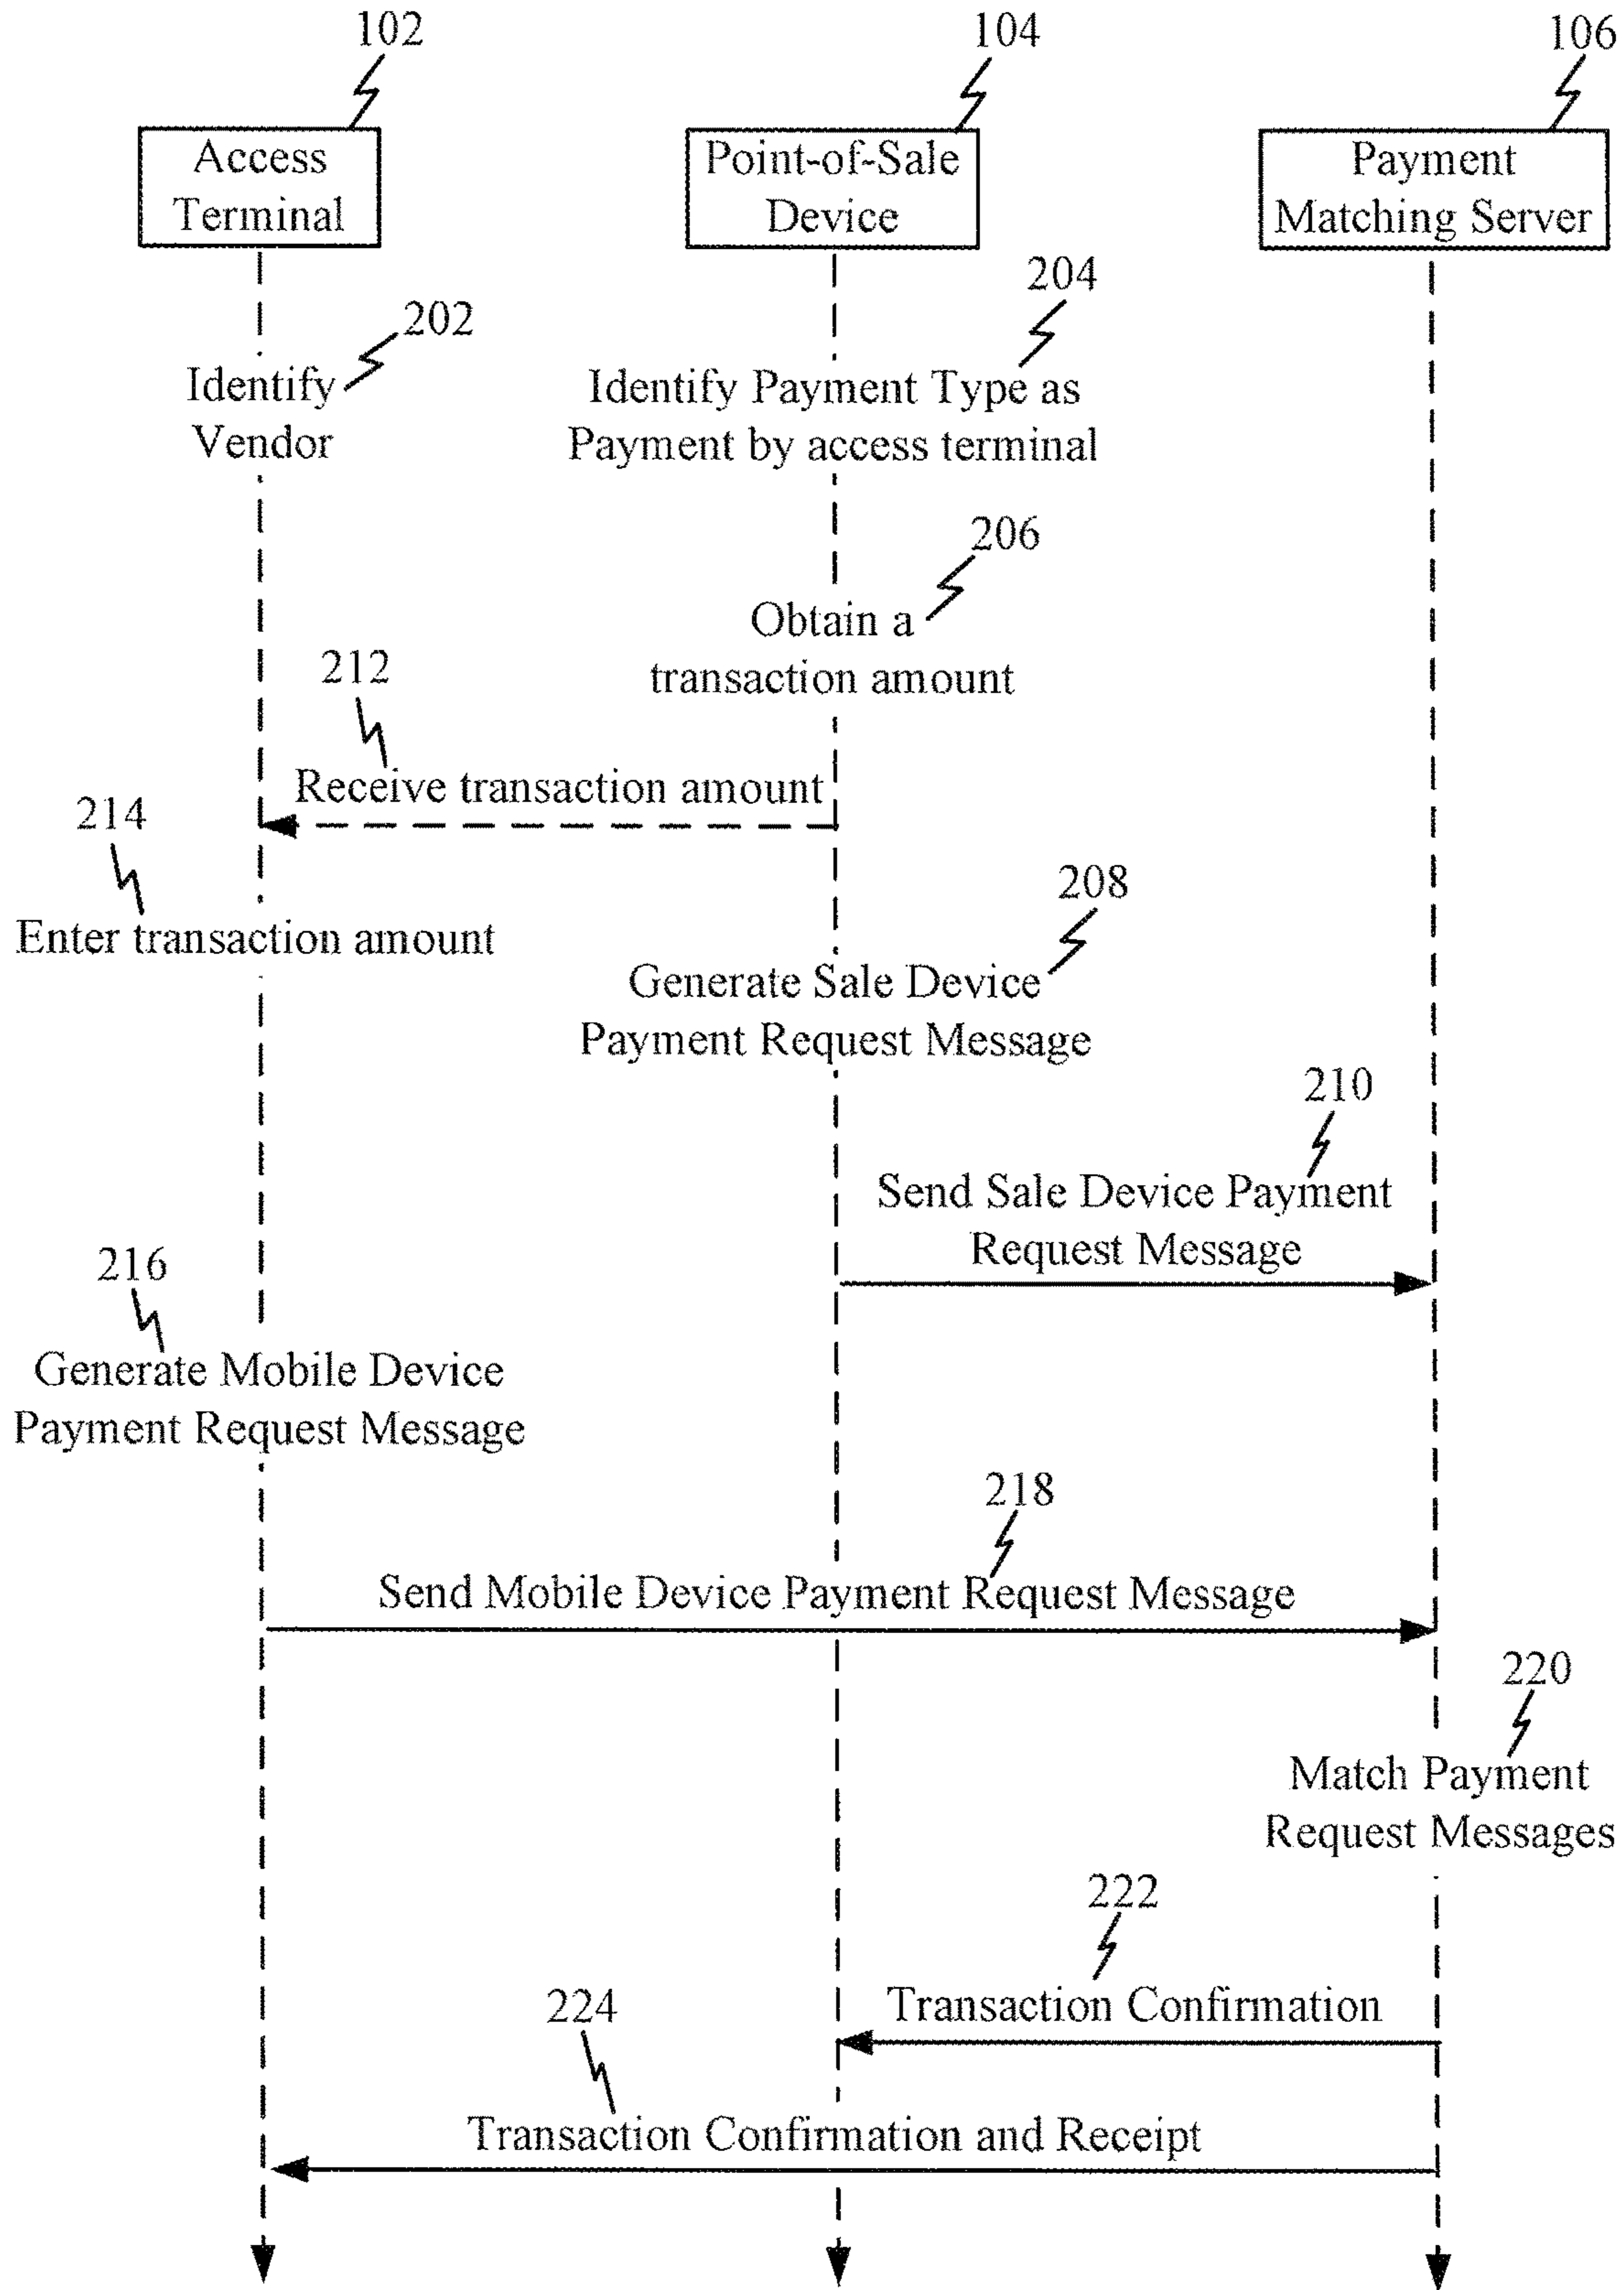 102
104
106
Access
Terminal
Point-of-Sale
Device
Payment
Matching Server
204
202
Identify
Vendor
Identify Payment Type as
Payment by access terminal
206
Obtain a
transaction amount
212
Receive transaction amount
214
Enter transaction amount
208
Generate Sale Device
Payment Request Message
210
Send Sale Device Payment
Request Message
216
Generate Mobile Device
Payment Request Message
218
Send Mobile Device Payment Request Message
220
Match Payment
Request Messages
222
Transaction Confirmation
224
Transaction Confirmation and Receipt